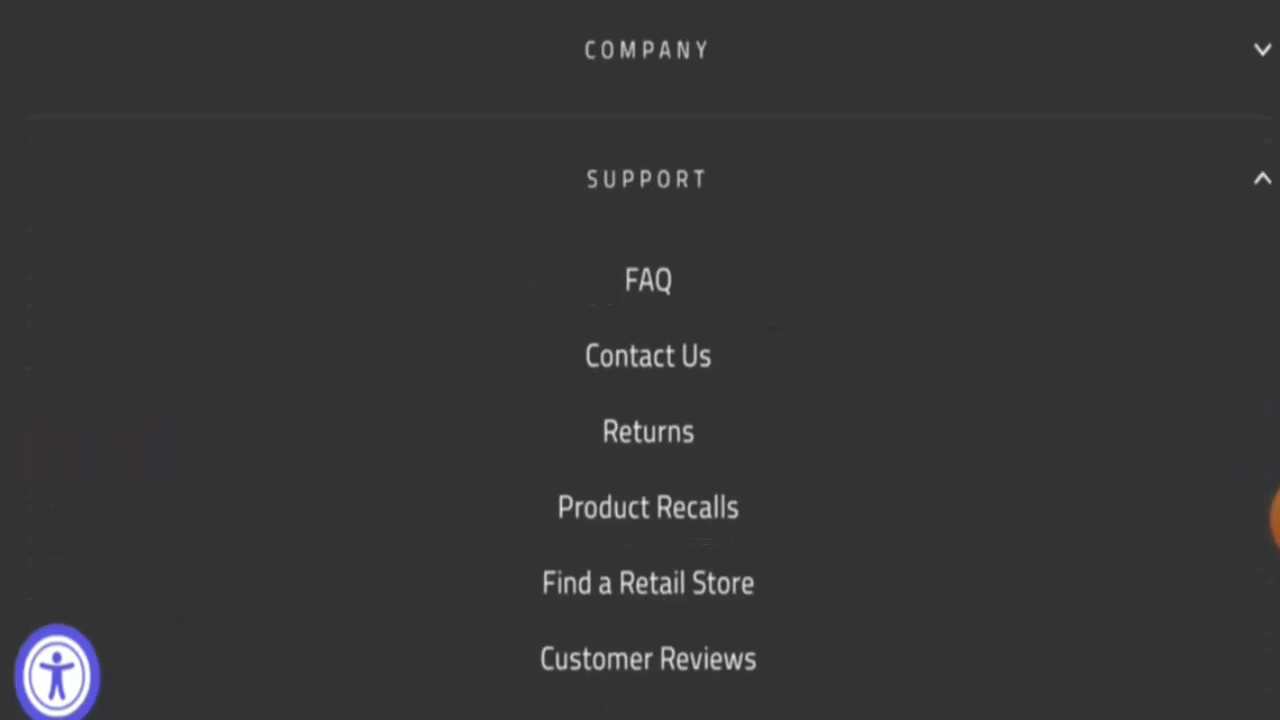 COMPANY
SUPPORT
FAQ
Contact Us
Returns
Product Recalls
Find a Retail Store
Customer Reviews